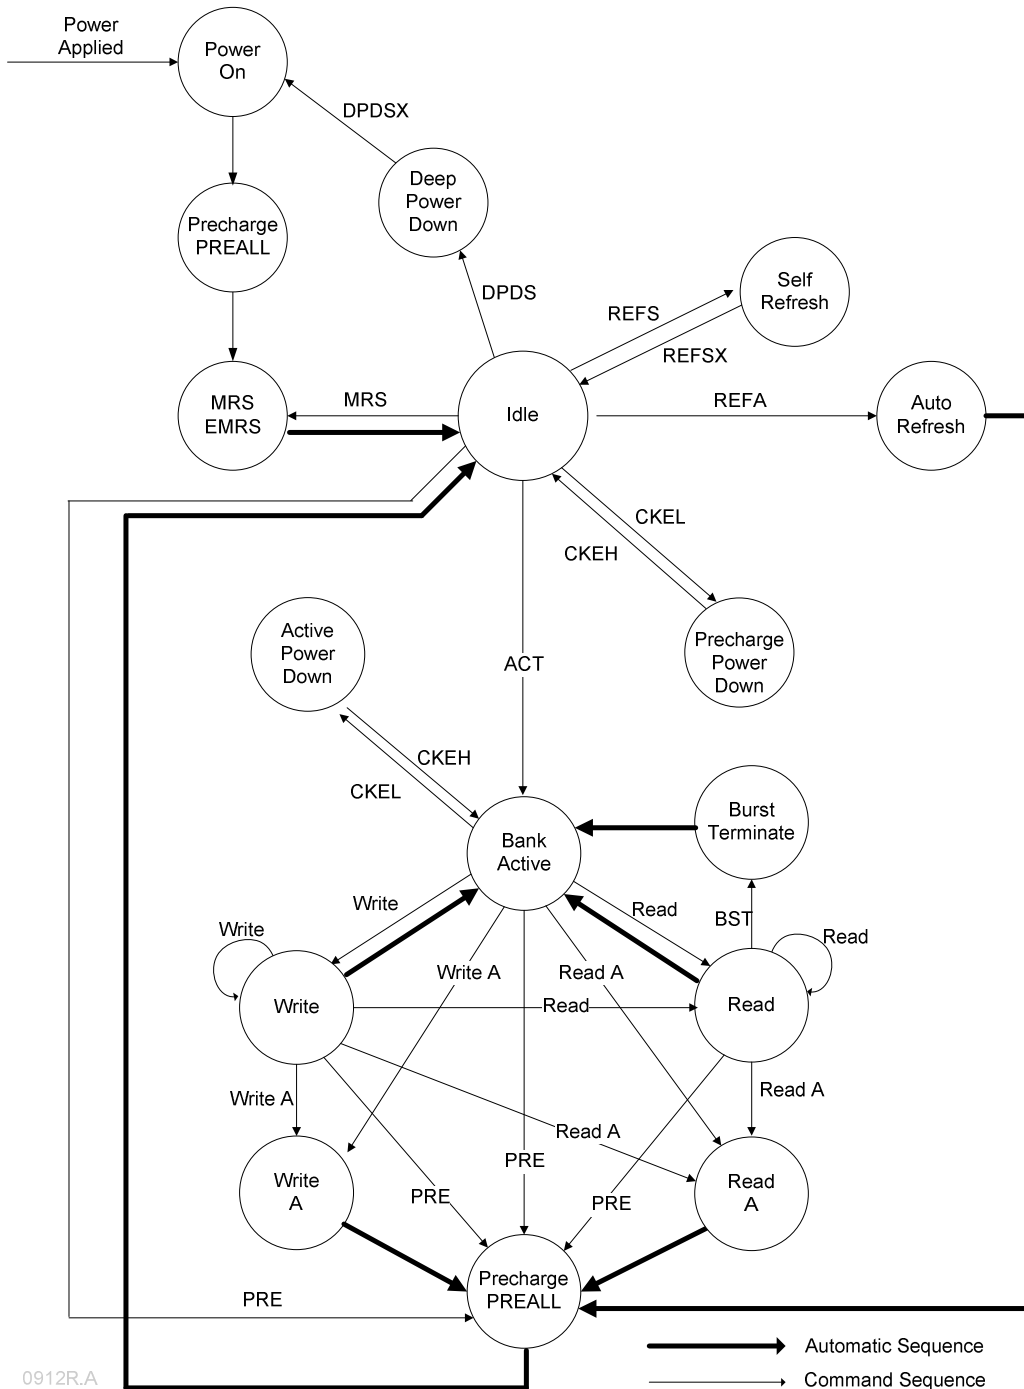 Power
Applied
Power
On
DPDSX
Deep
Power
Down
Precharge
PREALL
DPDS
Self
Refresh
REFS
REFSX
MRS
EMRS
MRS
Idle
REFA
Auto
Refresh
CKEL
CKEH
Active
Power
Down
ACT
Precharge
Power
Down
CKEH
CKEL
Burst
Terminate
Bank
Active
Write
Read
BST
Write
Read
Write A
Read A
Write
Read
Read
Write A
Read A
Read A
Write
A
PRE
PRE
PRE
Read
A
Precharge
PREALL
PRE
Automatic Sequence
Command Sequence
0912R.A